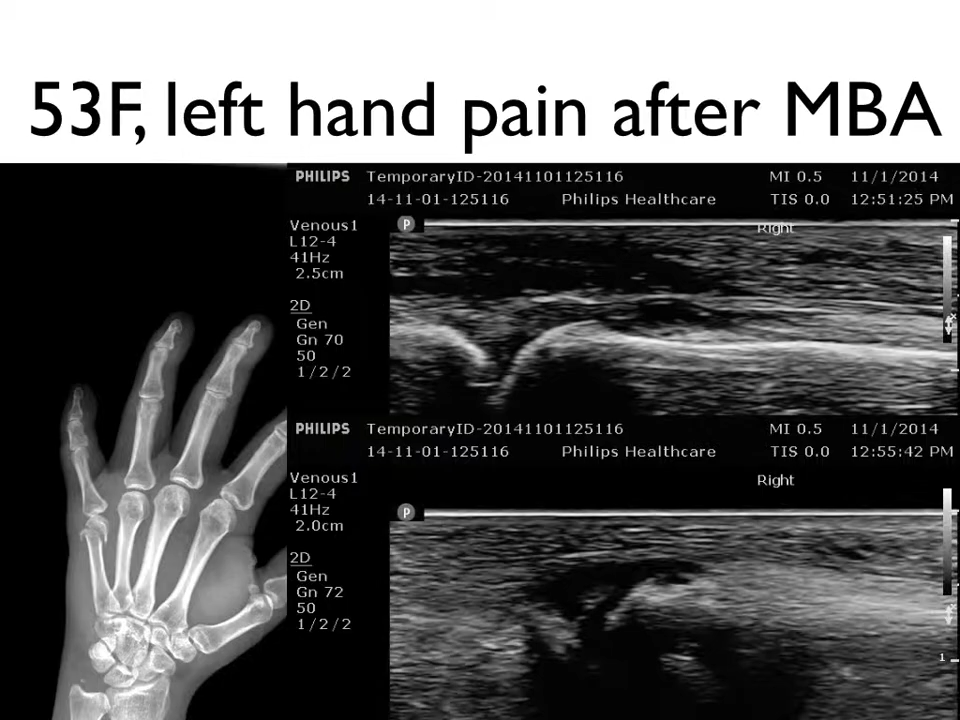 53F, left hand pain after MBA
PHILIPS TemporaryID-20141101125116 MI 0.5 11/1/2014
14-11-01-125116 Philips Healthcare TIS 0.0 12:51:25 PM
Venous1
L12-4
41Hz
2.5cm
P
Right
2D
Gen
Gn 70
50
1/2/2
PHILIPS TemporaryID-20141101125116 MI 0.5 11/1/2014
14-11-01-125116 Philips Healthcare TIS 0.0 12:55:42 PM
Venous1
L12-4
41Hz
2.0cm
Right
P
2D
Gen
Gn 72
50
1/2/2
1